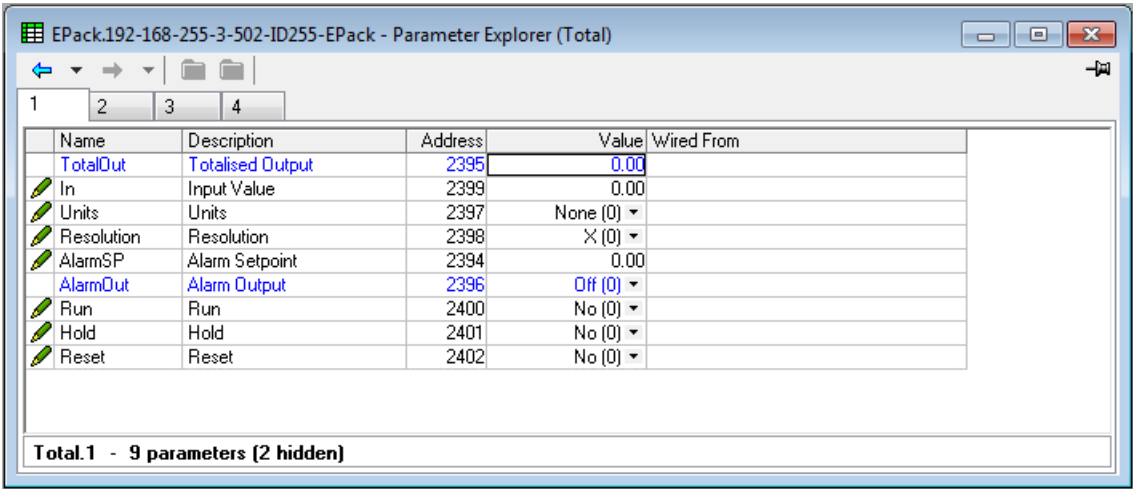 EPack.192-168-255-3-502-ID255-EPack - Parameter Explorer (Total)
1 2 3 4
Name Description Address Value Wired From
TotalOut Totalised Output 2395 0.00
In Input Value 2399 0.00
Units Units 2397 None (0)
Resolution Resolution 2398 X (0)
AlarmSP Alarm Setpoint 2394 0.00
AlarmOut Alarm Output 2396 Off (0)
Run Run 2400 No (0)
Hold Hold 2401 No (0)
Reset Reset 2402 No (0)
Total.1 - 9 parameters (2 hidden)